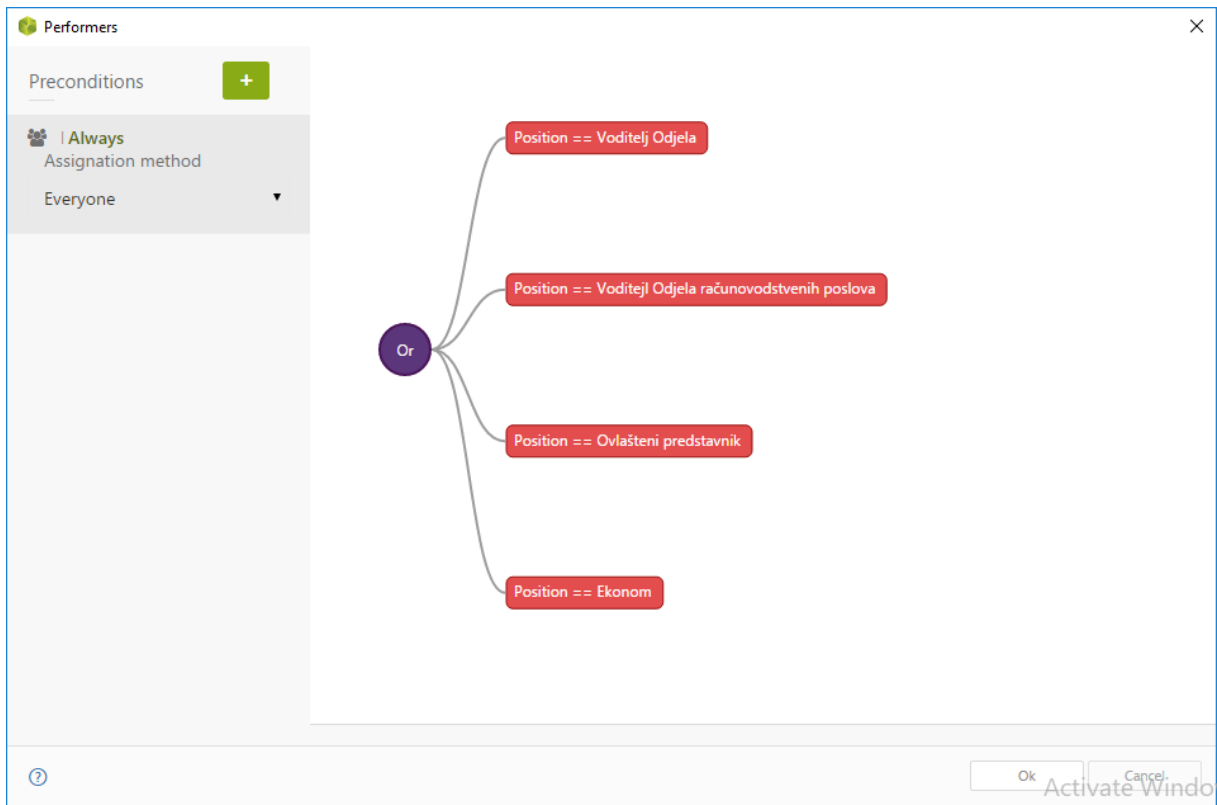 Performers
Preconditions
+
Always
Assignation method
Everyone
Position == Voditelj Odjela
Position == Voditejl Odjela računovodstvenih poslova
Or
Position == Ovlašteni predstavnik
Position == Ekonom
?
Ok
Cancel
Activate Windo